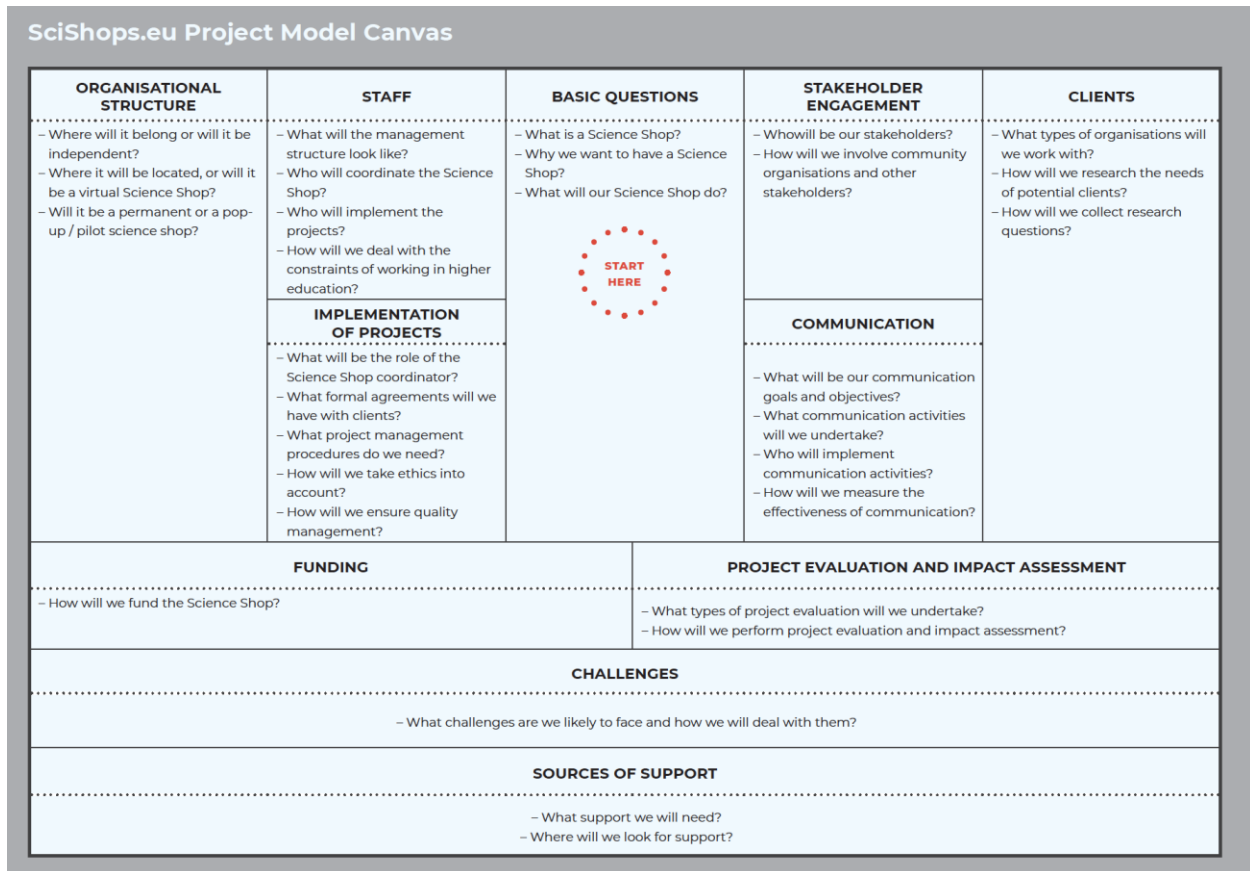 SciShops.eu Project Model Canvas
ORGANISATIONAL
STRUCTURE
– Where will it belong or will it be
independent?
– Where it will be located, or will it
be a virtual Science Shop?
– Will it be a permanent or a pop-
up / pilot science shop?
STAFF
– What will the management
structure look like?
– Who will coordinate the Science
Shop?
– Who will implement the
projects?
– How will we deal with the
constraints of working in higher
education?
IMPLEMENTATION
OF PROJECTS
– What will be the role of the
Science Shop coordinator?
– What formal agreements will we
have with clients?
– What project management
procedures do we need?
– How will we take ethics into
account?
– How will we ensure quality
management?
BASIC QUESTIONS
– What is a Science Shop?
– Why we want to have a Science
Shop?
– What will our Science Shop do?
START
HERE
STAKEHOLDER
ENGAGEMENT
– Whowill be our stakeholders?
– How will we involve community
organisations and other
stakeholders?
COMMUNICATION
– What will be our communication
goals and objectives?
– What communication activities
will we undertake?
– Who will implement
communication activities?
– How will we measure the
effectiveness of communication?
CLIENTS
– What types of organisations will
we work with?
– How will we research the needs
of potential clients?
– How will we collect research
questions?
FUNDING
– How will we fund the Science Shop?
PROJECT EVALUATION AND IMPACT ASSESSMENT
– What types of project evaluation will we undertake?
– How will we perform project evaluation and impact assessment?
CHALLENGES
– What challenges are we likely to face and how we will deal with them?
SOURCES OF SUPPORT
– What support we will need?
– Where will we look for support?